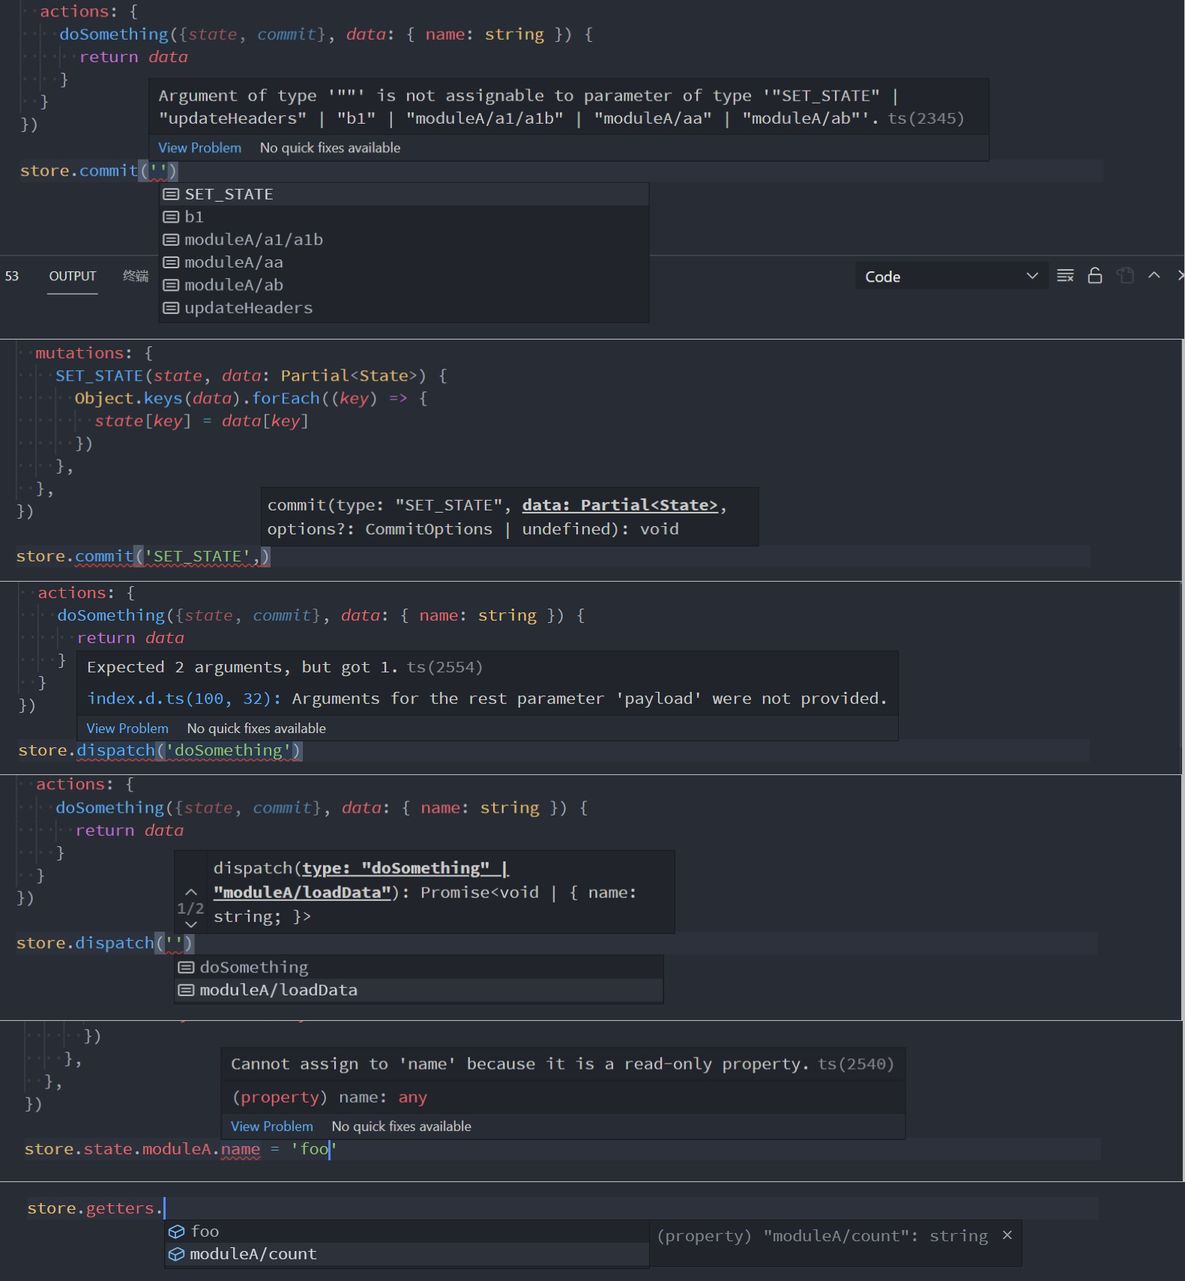 actions: {
doSomething({state, commit}, data: { name: string }) {
return data
}
}
})
Argument of type '""' is not assignable to parameter of type '"SET_STATE" |
"updateHeaders" | "b1" | "moduleA/a1/a1b" | "moduleA/aa" | "moduleA/ab"'. ts(2345)
View Problem No quick fixes available
store.commit('')
SET_STATE
b1
moduleA/a1/a1b
moduleA/aa
moduleA/ab
updateHeaders
53 OUTPUT 终端 Code
mutations: {
SET_STATE(state, data: Partial<State>) {
Object.keys(data).forEach((key) => {
state[key] = data[key]
})
},
},
})
commit(type: "SET_STATE", data: Partial<State>,
options?: CommitOptions | undefined): void
store.commit('SET_STATE',)
actions: {
doSomething({state, commit}, data: { name: string }) {
return data
}
}
})
Expected 2 arguments, but got 1. ts(2554)
index.d.ts(100, 32): Arguments for the rest parameter 'payload' were not provided.
View Problem No quick fixes available
store.dispatch('doSomething')
actions: {
doSomething({state, commit}, data: { name: string }) {
return data
}
}
})
dispatch(type: "doSomething" |
"moduleA/loadData"): Promise<void | { name:
string; }>
1/2
store.dispatch('')
doSomething
moduleA/loadData
})
},
},
})
Cannot assign to 'name' because it is a read-only property. ts(2540)
(property) name: any
View Problem No quick fixes available
store.state.moduleA.name = 'foo'
store.getters.
foo
moduleA/count
(property) "moduleA/count": string ×